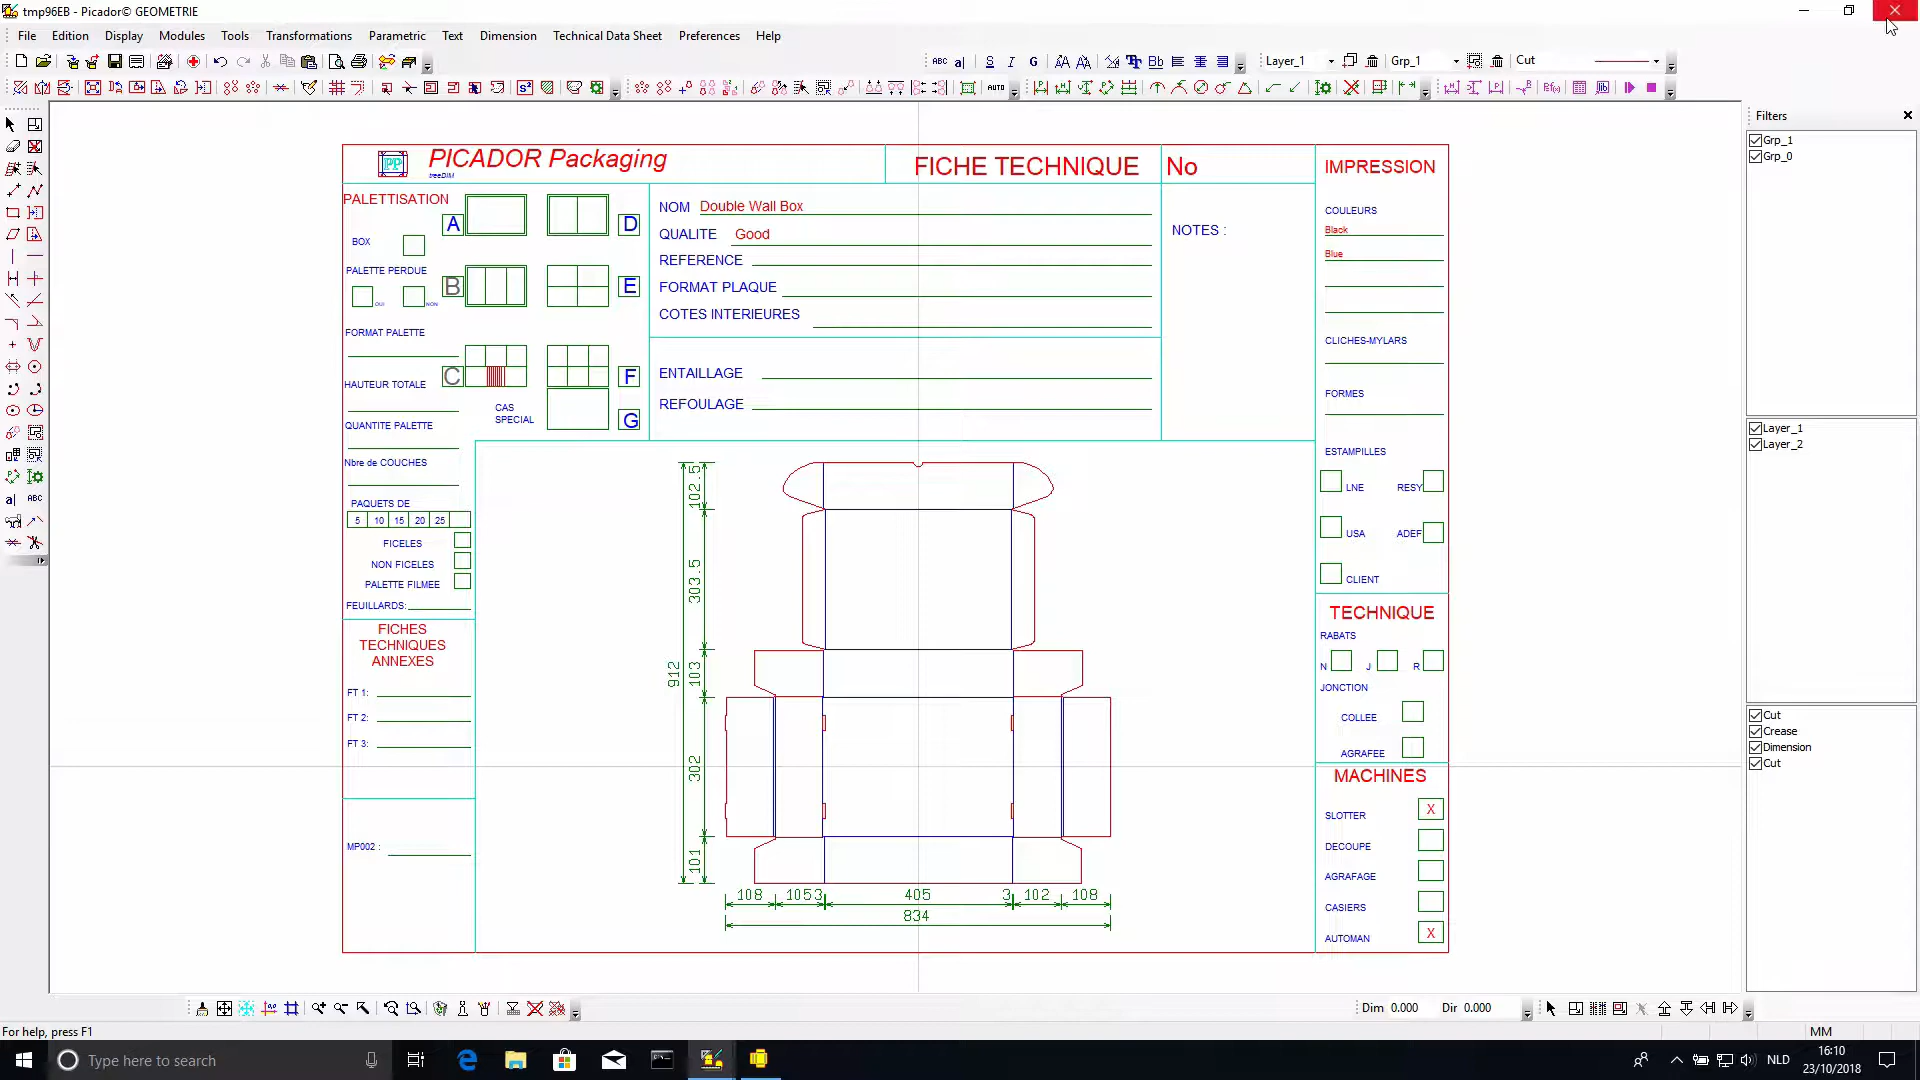 tmp96EB - Picador© GEOMETRIE
File Edition Display Modules Tools Transformations Parametric Text Dimension Technical Data Sheet Preferences Help
Layer_1 Grp_1 Cut
Filters
Grp_1
Grp_0
Layer_1
Layer_2
Cut
Crease
Dimension
Cut
PICADOR Packaging
treeDIM
FICHE TECHNIQUE
No
IMPRESSION
PALETTISATION
A
D
BOX
PALETTE PERDUE
OUI
NON
B
E
FORMAT PALETTE
C
F
HAUTEUR TOTALE
CAS
SPECIAL
G
QUANTITE PALETTE
Nbre de COUCHES
PAQUETS DE
5 10 15 20 25
FICELES
NON FICELES
PALETTE FILMEE
FEUILLARDS:
FICHES
TECHNIQUES
ANNEXES
FT 1:
FT 2:
FT 3:
MP002 :
NOM Double Wall Box
QUALITE Good
REFERENCE
FORMAT PLAQUE
COTES INTERIEURES
ENTAILLAGE
REFOULAGE
NOTES :
COULEURS
Black
Blue
CLICHES-MYLARS
FORMES
ESTAMPILLES
LNE
RESY
USA
ADEF
CLIENT
TECHNIQUE
RABATS
N J R
JONCTION
COLLEE
AGRAFEE
MACHINES
SLOTTER X
DECOUPE
AGRAFAGE
CASIERS
AUTOMAN X
102.5
303.5
912
103
302
101
108 105 3 405 3 102 108
834
Dim 0.000 Dir 0.000
For help, press F1
MM
Type here to search
NLD
16:10
23/10/2018